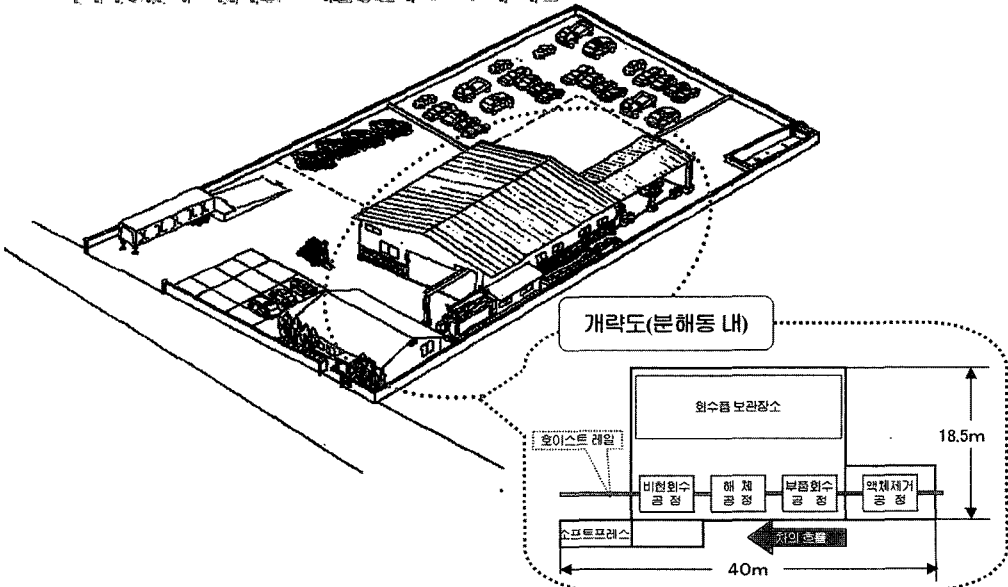 개략도(분해동 내)
회수품 보관장소
18.5m
호이스트 레일
비철회수
공정
해 체
공 정
부품회수
공 정
액체제거
공 정
소프트프레스
차의 흐름
40m